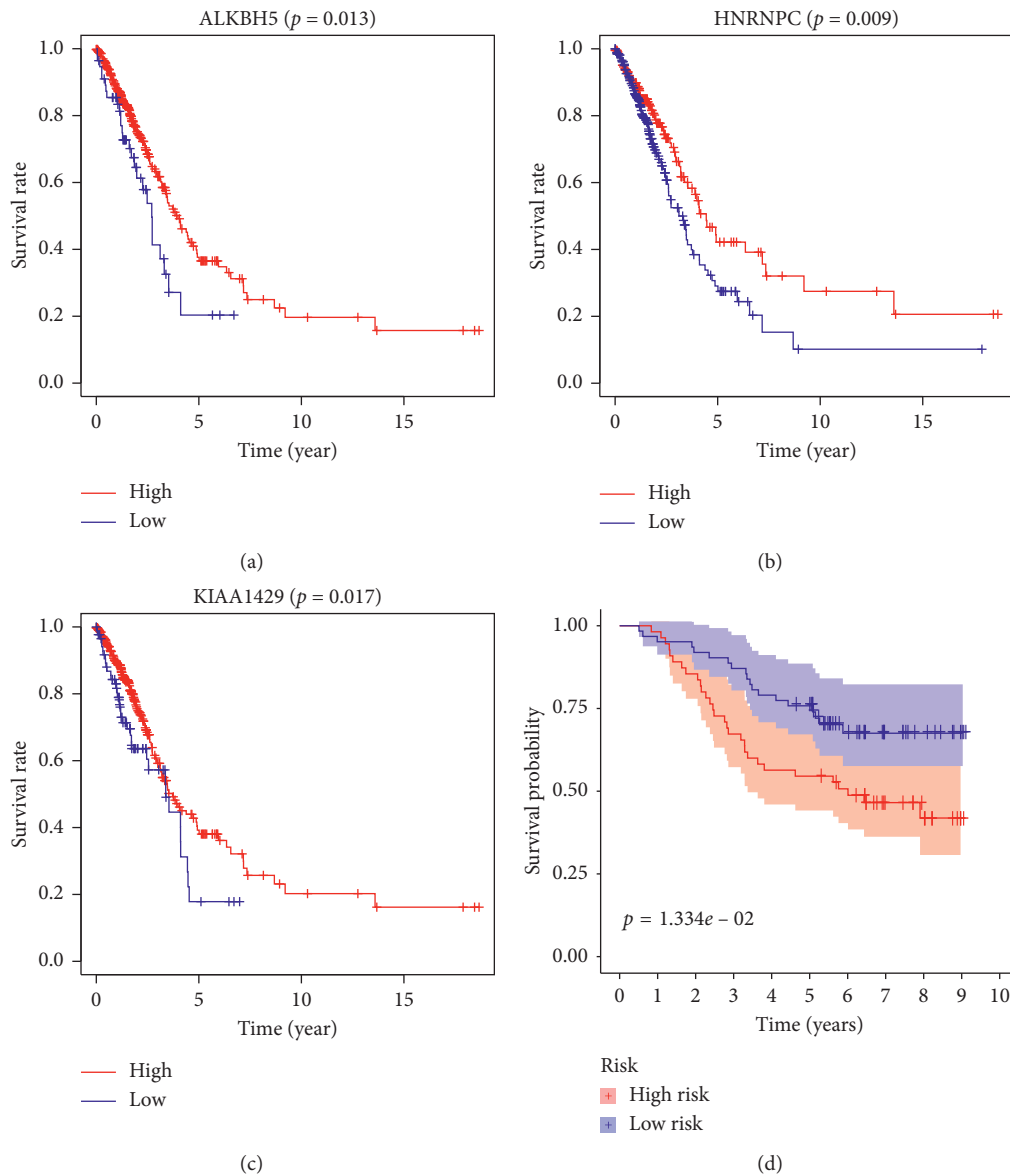 ALKBH5 (p = 0.013)
1.0
0.8
0.6
0.4
0.2
0.0
Survival rate
0 5 10 15
Time (year)
High
Low
(a)
HNRNPC (p = 0.009)
1.0
0.8
0.6
0.4
0.2
0.0
Survival rate
0 5 10 15
Time (year)
High
Low
(b)
KIAA1429 (p = 0.017)
1.0
0.8
0.6
0.4
0.2
0.0
Survival rate
0 5 10 15
Time (year)
High
Low
(c)
1.00
0.75
0.50
0.25
0.00
Survival probability
p = 1.334e – 02
0 1 2 3 4 5 6 7 8 9 10
Time (years)
Risk
High risk
Low risk
(d)